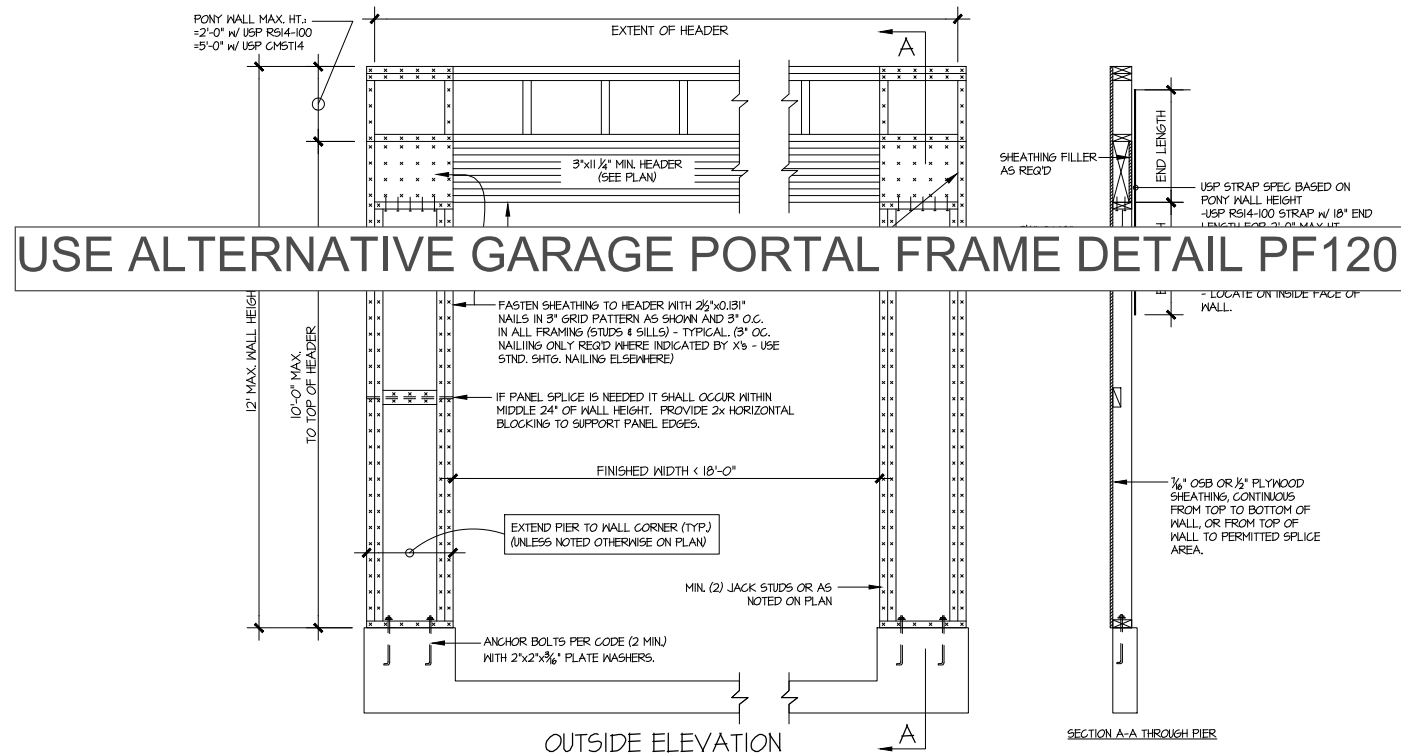 PONY WALL MAX. HT.:
=2'-0" W/ USP RS14-100
=5'-0" W/ USP CMST14
EXTENT OF HEADER
A
3"x11 1/4" MIN. HEADER
(SEE PLAN)
SHEATHING FILLER
AS REQ'D
END LENGTH
USP STRAP SPEC BASED ON
PONY WALL HEIGHT
-USP RS14-100 STRAP W/ 18" END
LENGTH FOR 2'-0" MAX HT
USE ALTERNATIVE GARAGE PORTAL FRAME DETAIL PF120
- LOCATE ON INSIDE FACE OF
WALL.
12' MAX. WALL HEIGHT
10'-0" MAX.
TO TOP OF HEADER
FASTEN SHEATHING TO HEADER WITH 2½"x0.131"
NAILS IN 3" GRID PATTERN AS SHOWN AND 3" O.C.
IN ALL FRAMING (STUDS & SILLS) - TYPICAL. (3" OC.
NAILIING ONLY REQ'D WHERE INDICATED BY X's - USE
STND. SHTG. NAILING ELSEWHERE)
IF PANEL SPLICE IS NEEDED IT SHALL OCCUR WITHIN
MIDDLE 24" OF WALL HEIGHT. PROVIDE 2x HORIZONTAL
BLOCKING TO SUPPORT PANEL EDGES.
FINISHED WIDTH < 18'-0"
7/16" OSB OR ½" PLYWOOD
SHEATHING, CONTINUOUS
FROM TOP TO BOTTOM OF
WALL, OR FROM TOP OF
WALL TO PERMITTED SPLICE
AREA.
EXTEND PIER TO WALL CORNER (TYP.)
(UNLESS NOTED OTHERWISE ON PLAN)
MIN. (2) JACK STUDS OR AS
NOTED ON PLAN
ANCHOR BOLTS PER CODE (2 MIN.)
WITH 2"x2"x3/16" PLATE WASHERS.
A
OUTSIDE ELEVATION
SECTION A-A THROUGH PIER